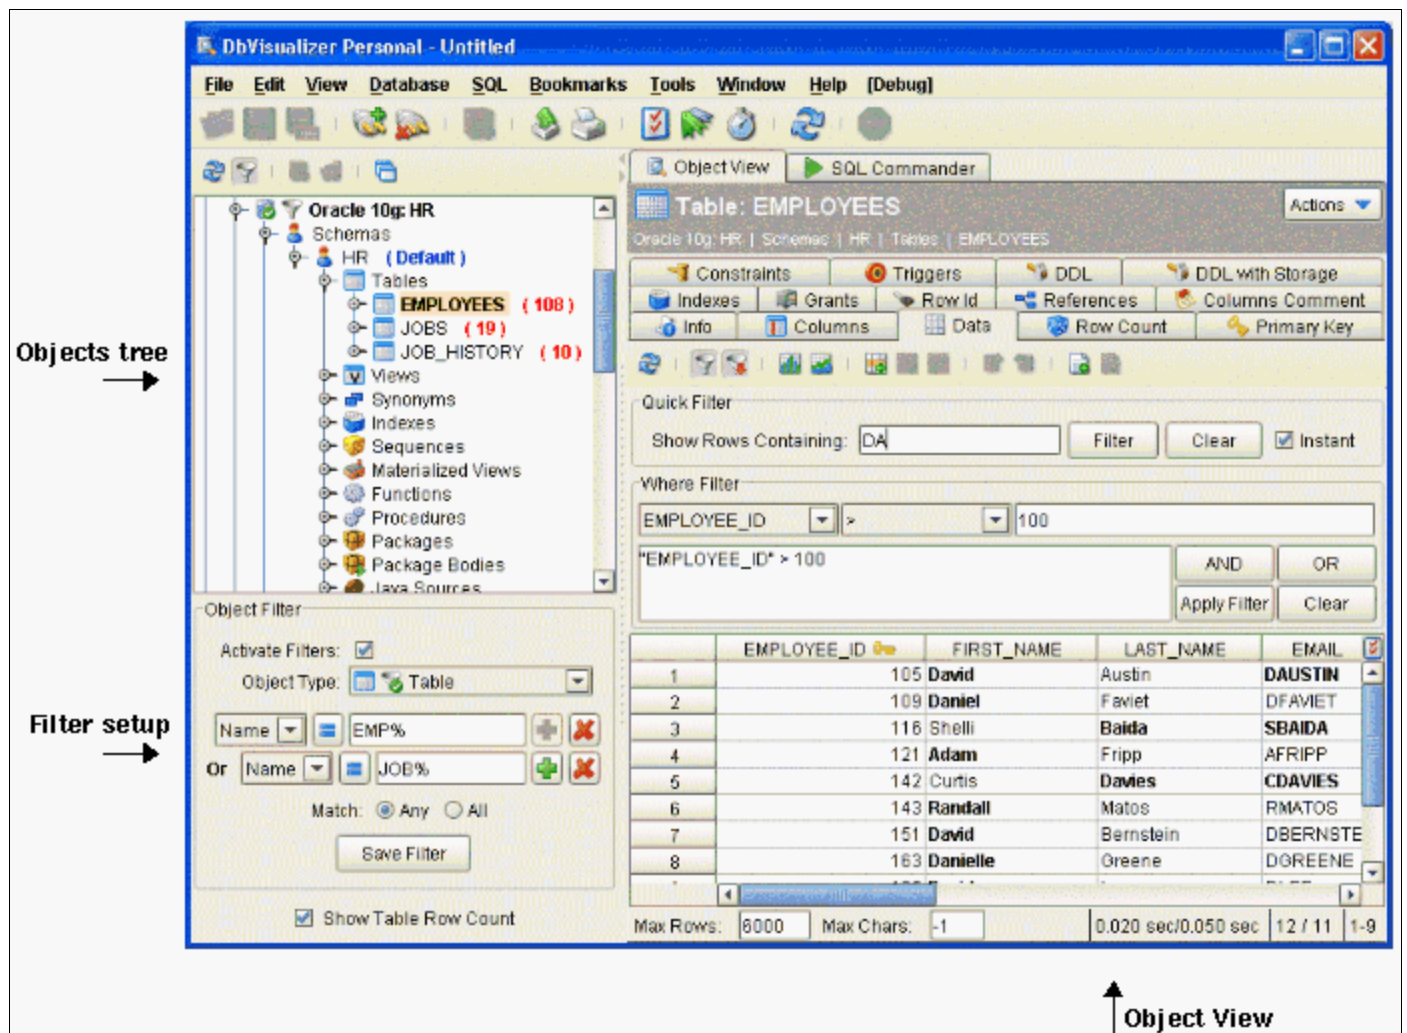 DbVisualizer Personal - Untitled
File Edit View Database SQL Bookmarks Tools Window Help [Debug]
Object View SQL Commander
Oracle 10g: HR
Schemas
HR (Default)
Tables
EMPLOYEES (108)
JOBS (19)
JOB_HISTORY (10)
Views
Synonyms
Indexes
Sequences
Materialized Views
Functions
Procedures
Packages
Package Bodies
Java Sources
Objects tree
Table: EMPLOYEES
Actions
Oracle 10g: HR | Schemas | HR | Tables | EMPLOYEES
Constraints Triggers DDL DDL with Storage
Indexes Grants Row Id References Columns Comment
Info Columns Data Row Count Primary Key
Quick Filter
Show Rows Containing: DA Filter Clear Instant
Where Filter
EMPLOYEE_ID > 100
"EMPLOYEE_ID" > 100
AND OR
Apply Filter Clear
Object Filter
Activate Filters:
Object Type: Table
Filter setup
Name = EMP%
Or Name = JOB%
Match: Any All
Save Filter
Show Table Row Count
EMPLOYEE_ID FIRST_NAME LAST_NAME EMAIL
1 105 David Austin DAUSTIN
2 109 Daniel Faviet DFAVIET
3 116 Shelli Baida SBAIDA
4 121 Adam Fripp AFRIPP
5 142 Curtis Davies CDAVIES
6 143 Randall Matos RMATOS
7 151 David Bernstein DBERNSTE
8 163 Danielle Greene DGREENE
Max Rows: 6000 Max Chars: -1 0.020 sec/0.050 sec 12 / 11 1-9
Object View